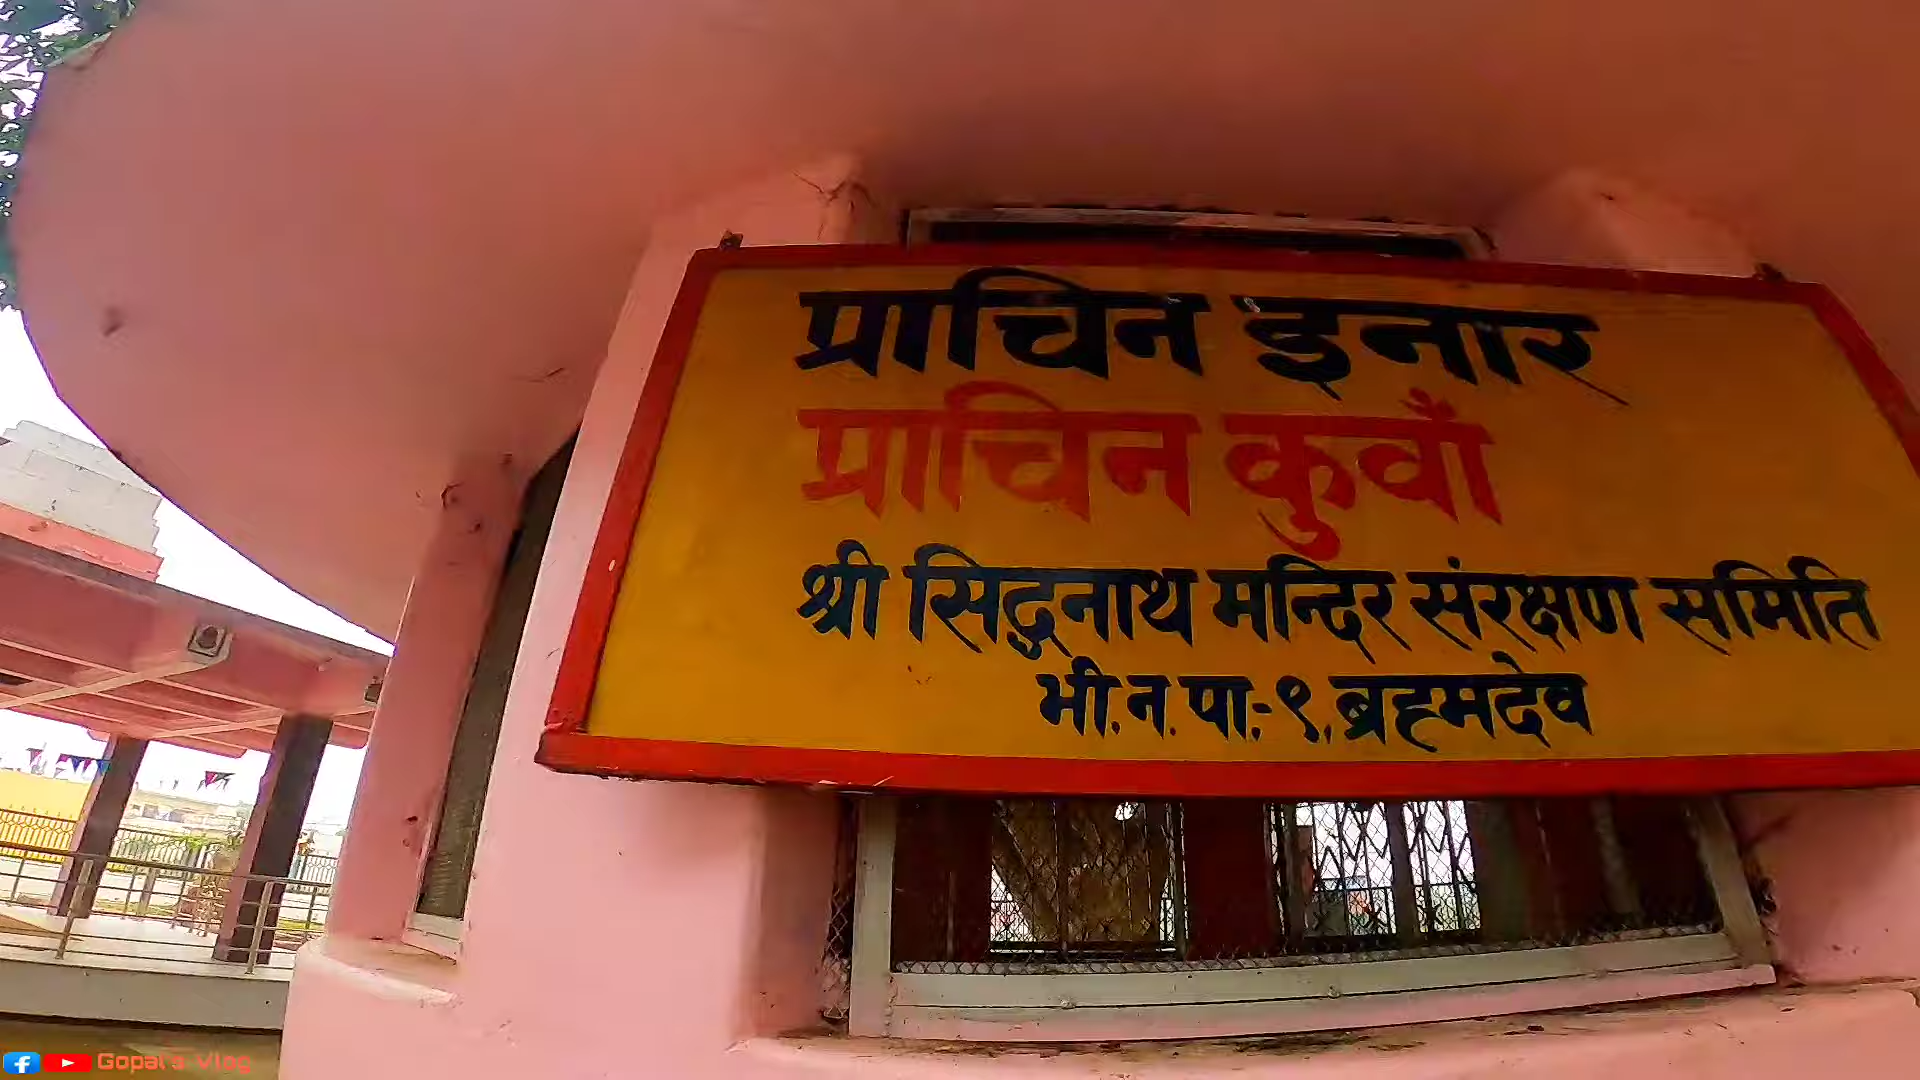 प्राचिन इनार
प्राचिन कुवाँ
श्री सिद्धनाथ मन्दिर संरक्षण समिति
भी.न.पा.-९, ब्रह्मदेव
Gopal's Vlog